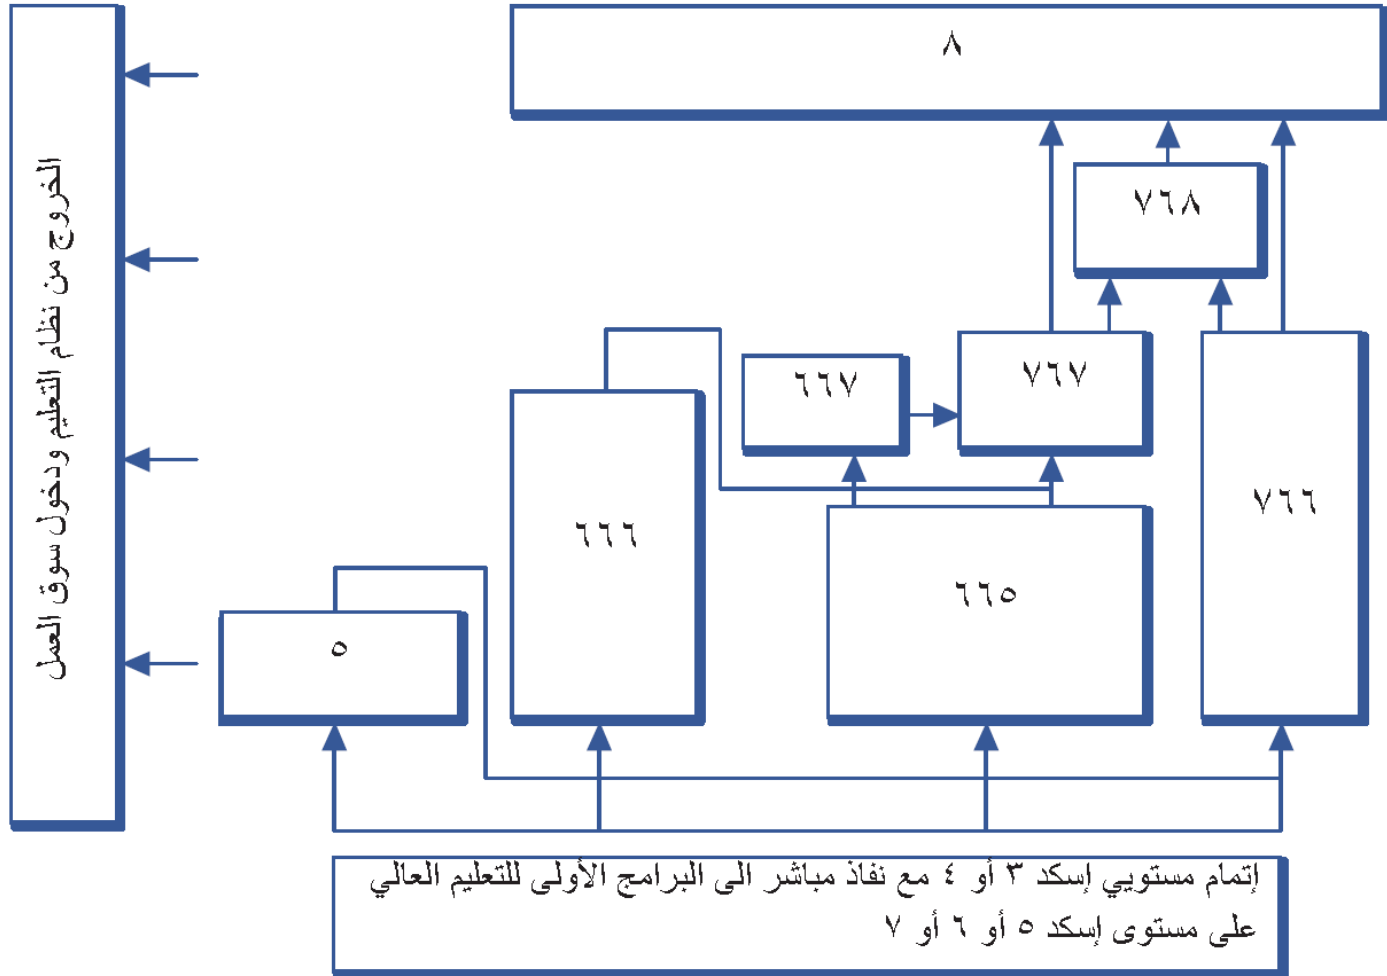 ٨
٧٦٨
٦٦٧
٧٦٧
٧٦٦
٦٦٦
٦٦٥
٥
الخروج من نظام التعليم ودخول سوق العمل
إتمام مستويي إسكد ٣ أو ٤ مع نفاذ مباشر الى البرامج الأولى للتعليم العالي
على مستوى إسكد ٥ أو ٦ أو ٧